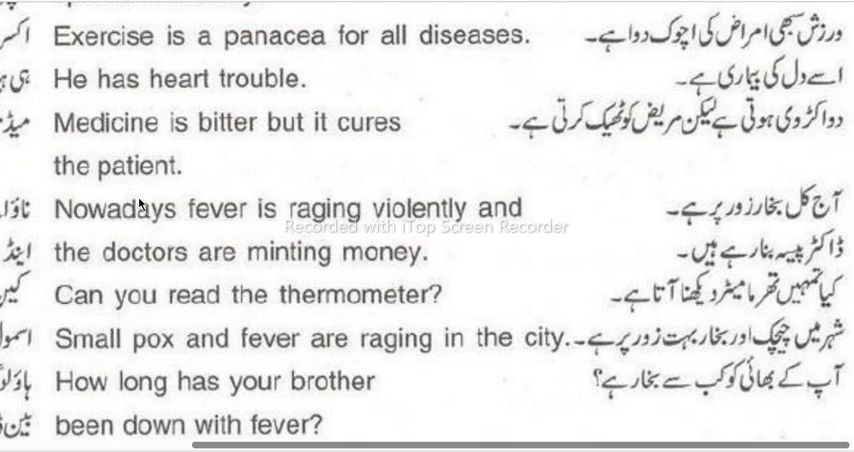 Exercise is a panacea for all diseases. ورزش سبھی امراض کی اچوک دوا ہے۔
He has heart trouble. اسے دل کی بیماری ہے۔
Medicine is bitter but it cures دوا کڑوی ہوتی ہے لیکن مریض کو ٹھیک کرتی ہے۔
the patient.
Nowadays fever is raging violently and آج کل بخار زور پر ہے۔
Recorded with iTop Screen Recorder
the doctors are minting money. ڈاکٹر پیسہ بنا رہے ہیں۔
Can you read the thermometer? کیا تمہیں تھرمامیٹر دیکھنا آتا ہے۔
Small pox and fever are raging in the city. شہر میں چیچک اور بخار بہت زور پر ہے۔
How long has your brother آپ کے بھائی کو کب سے بخار ہے؟
been down with fever?